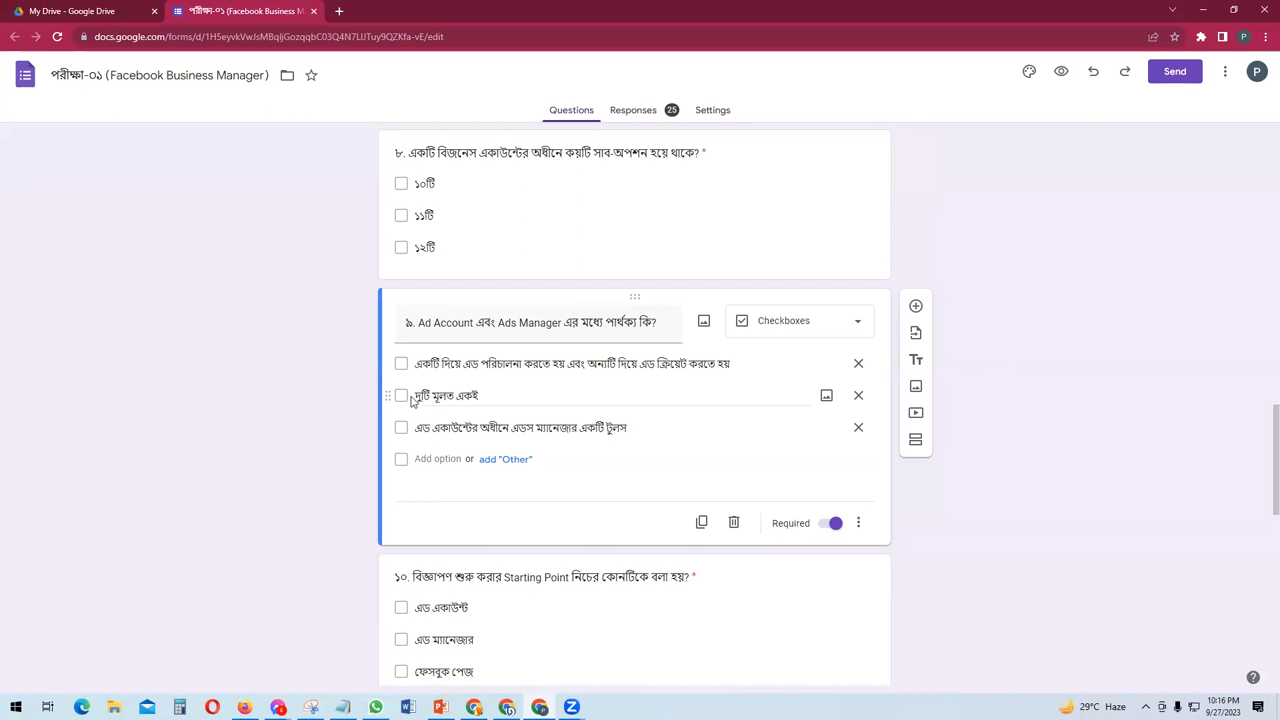 My Drive - Google Drive
পরীক্ষা-০১ (Facebook Business M
docs.google.com/forms/d/1H5eyvkVwJsMBqIjGozqqbC03Q4N7LIJTuy9QZKfa-vE/edit
P
পরীক্ষা-০১ (Facebook Business Manager)
Send
P
Questions
Responses
25
Settings
৮. একটি বিজনেস একাউন্টের অধীনে কয়টি সাব-অপশন হয়ে থাকে? *
১০টি
১১টি
১২টি
৯. Ad Account এবং Ads Manager এর মধ্যে পার্থক্য কি?
Checkboxes
একটি দিয়ে এড পরিচালনা করতে হয় এবং অন্যটি দিয়ে এড ক্রিয়েট করতে হয়
দুটি মূলত একই
এড একাউন্টের অধীনে এডস ম্যানেজার একটি টুলস
Add option or add "Other"
Required
১০. বিজ্ঞাপণ শুরু করার Starting Point নিচের কোনটিকে বলা হয়? *
এড একাউন্ট
এড ম্যানেজার
ফেসবুক পেজ
29°C Haze
10:16 PM
9/27/2023